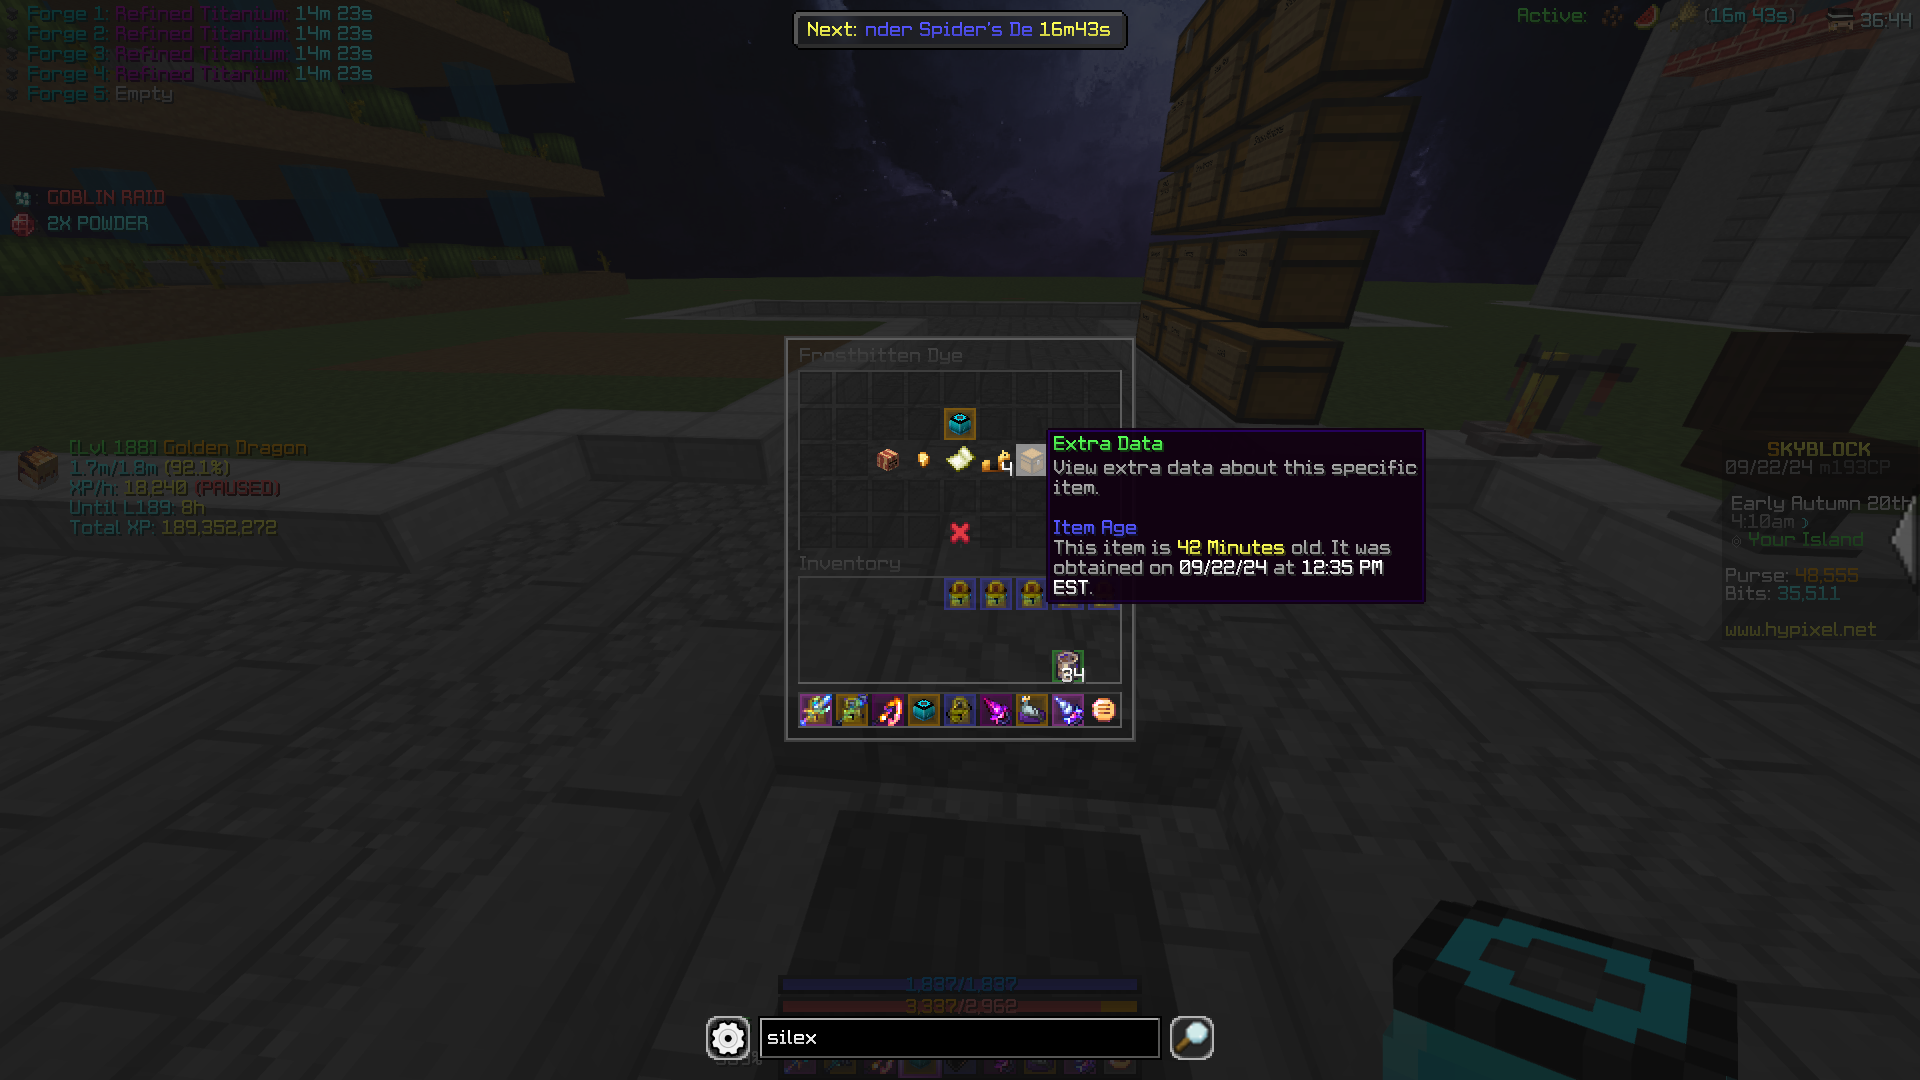 Forge 1: Refined Titanium: 14m 23s
Forge 2: Refined Titanium: 14m 23s
Forge 3: Refined Titanium: 14m 23s
Forge 4: Refined Titanium: 14m 23s
Forge 5: Empty
Next: nder Spider's De 16m43s
Active: (16m 43s) 36:44
GOBLIN RAID
2X POWDER
[Lvl 188] Golden Dragon
1.7m/1.8m (92.1%)
XP/h: 18,240 (PAUSED)
Until L189: 8h
Total XP: 189,352,272
Frostbitten Dye
4
Extra Data
View extra data about this specific
item.
Item Age
This item is 42 Minutes old. It was
obtained on 09/22/24 at 12:35 PM
EST.
Inventory
34
SKYBLOCK
09/22/24 m193CP
Early Autumn 20th
4:10am
Your Island
Purse: 48,555
Bits: 35,511
www.hypixel.net
1,837/1,837
3,337/2,962
silex